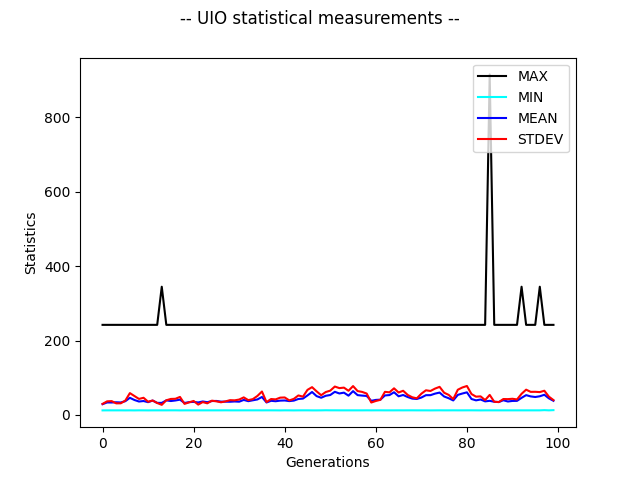 -- UIO statistical measurements --
MAX
MIN
MEAN
STDEV
Statistics
800
600
400
200
0
0 20 40 60 80 100
Generations